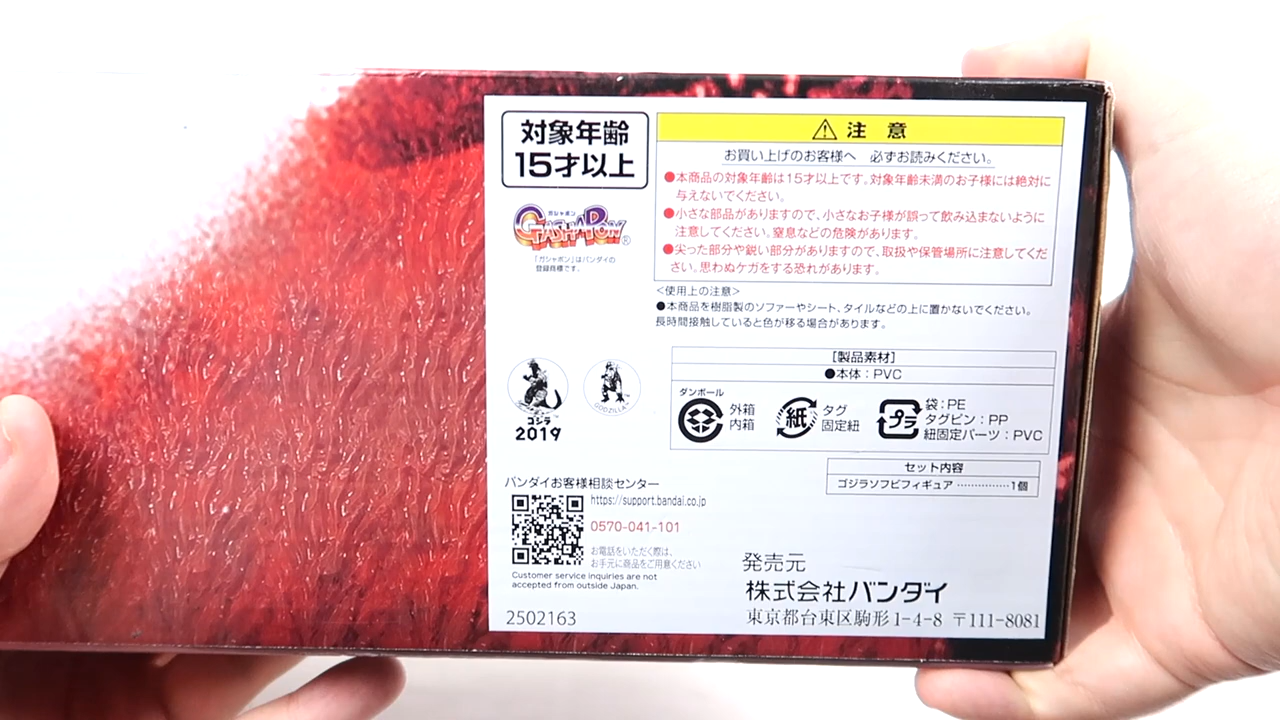 対象年齢
15才以上
ガシャポン
GASHAPON®
「ガシャポン」はバンダイの
登録商標です。
⚠ 注 意
お買い上げのお客様へ 必ずお読みください。
●本商品の対象年齢は15才以上です。対象年齢未満のお子様には絶対に
与えないでください。
●小さな部品がありますので、小さなお子様が誤って飲み込まないように
注意してください。窒息などの危険があります。
●尖った部分や鋭い部分がありますので、取扱や保管場所に注意してくだ
さい。思わぬケガをする恐れがあります。
<使用上の注意>
●本商品を樹脂製のソファーやシート、タイルなどの上に置かないでください。
長時間接触していると色が移る場合があります。
ゴジラ
2019
GODZILLA
[製品素材]
●本体:PVC
ダンボール
外箱
内箱
紙
タグ
固定紐
プラ
袋:PE
タグピン:PP
紐固定パーツ:PVC
セット内容
ゴジラソフビフィギュア ……………1個
バンダイお客様相談センター
https://support.bandai.co.jp
0570-041-101
お電話をいただく際は、
お手元に商品をご用意ください
Customer service inquiries are not
accepted from outside Japan.
2502163
発売元
株式会社バンダイ
東京都台東区駒形1-4-8 〒111-8081